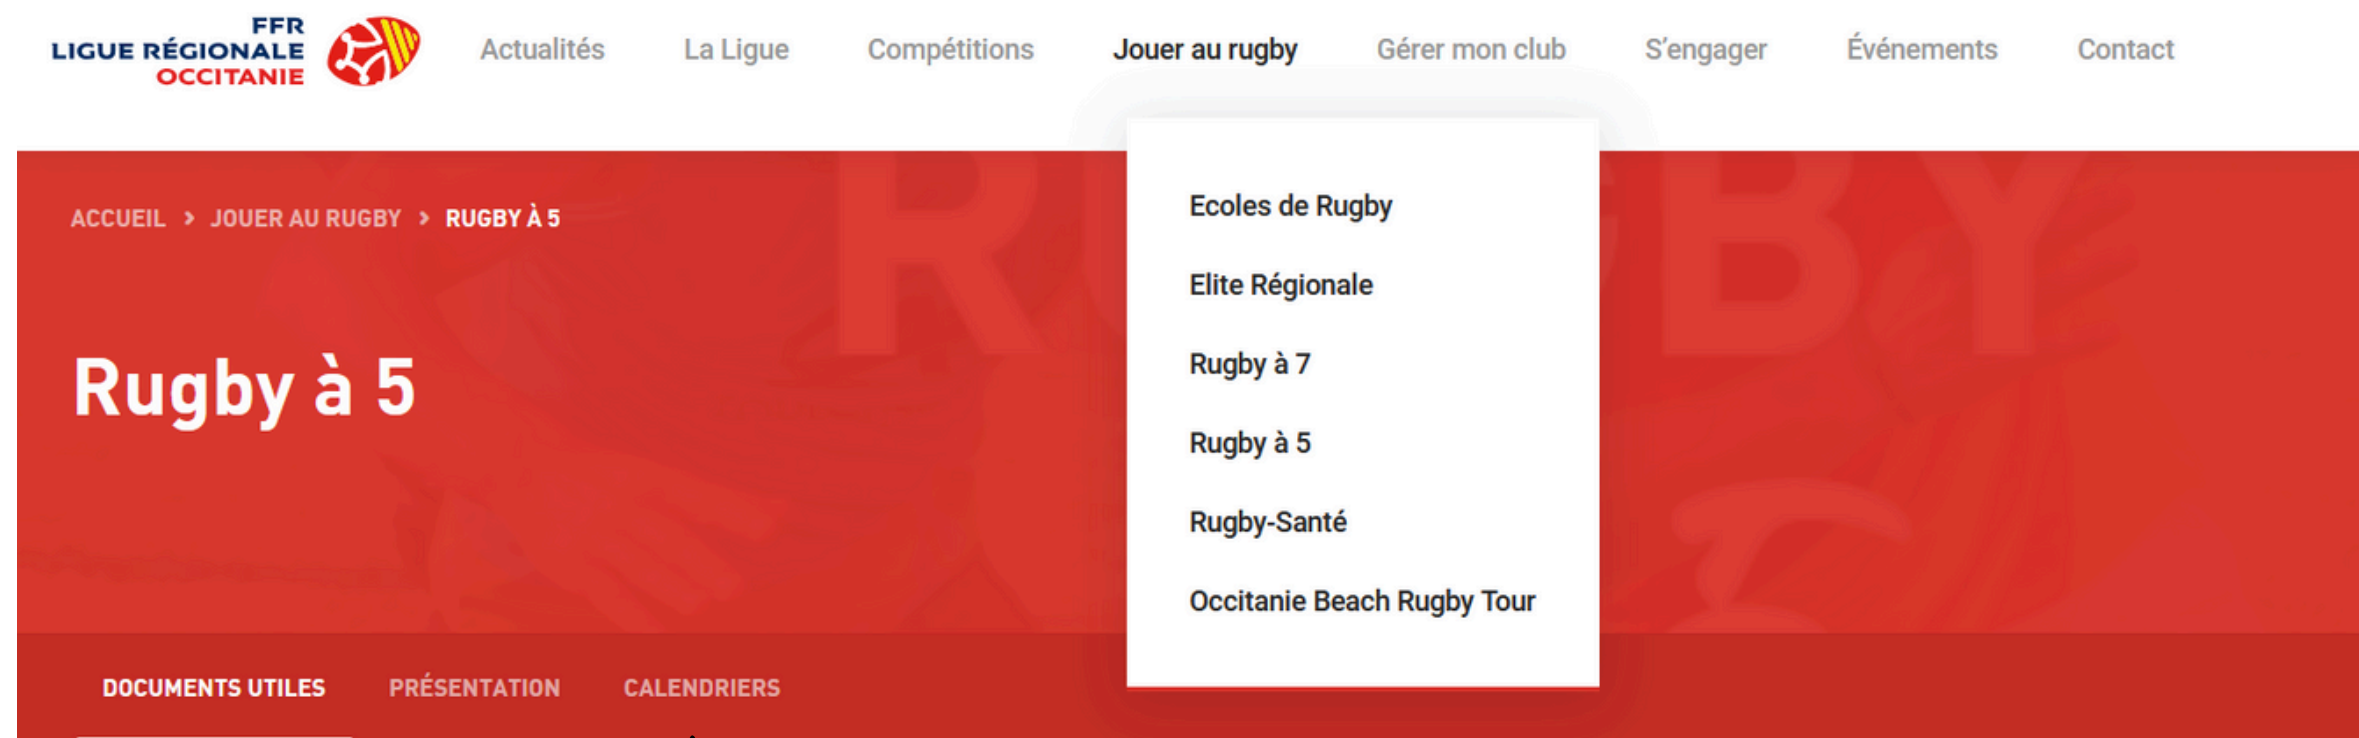 FFR
LIGUE RÉGIONALE
OCCITANIE
Actualités La Ligue Compétitions Jouer au rugby Gérer mon club S'engager Événements Contact
ACCUEIL > JOUER AU RUGBY > RUGBY À 5
RUGBY
Rugby à 5
Ecoles de Rugby
Elite Régionale
Rugby à 7
Rugby à 5
Rugby-Santé
Occitanie Beach Rugby Tour
DOCUMENTS UTILES PRÉSENTATION CALENDRIERS